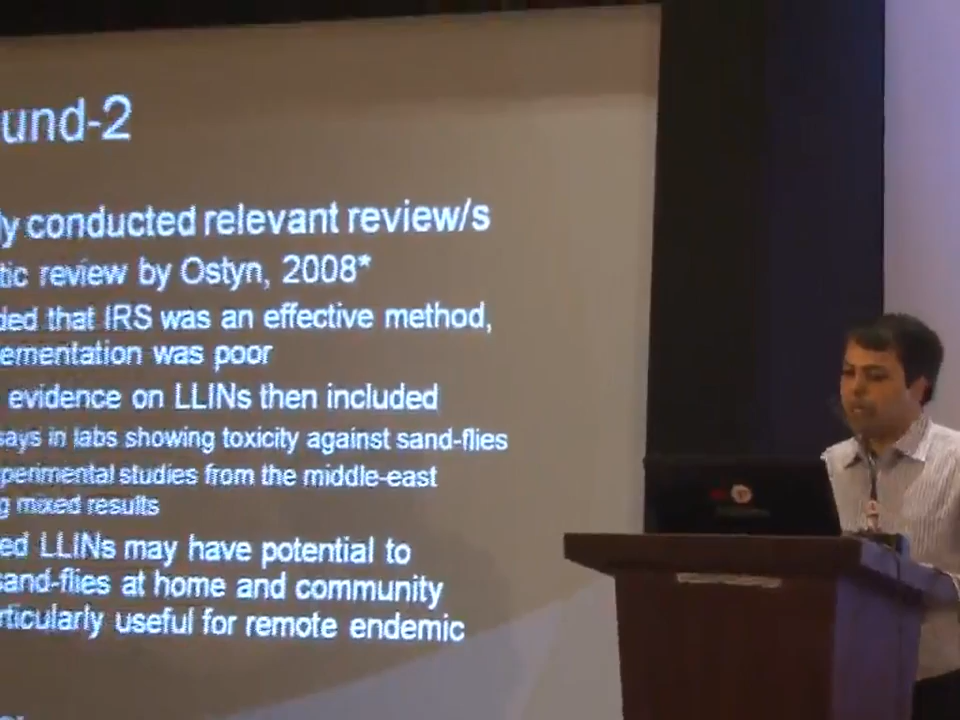 und-2
ly conducted relevant review/s
tic review by Ostyn, 2008*
ded that IRS was an effective method,
ementation was poor
evidence on LLINs then included
says in labs showing toxicity against sand-flies
perimental studies from the middle-east
g mixed results
ed LLINs may have potential to
sand-flies at home and community
rticularly useful for remote endemic